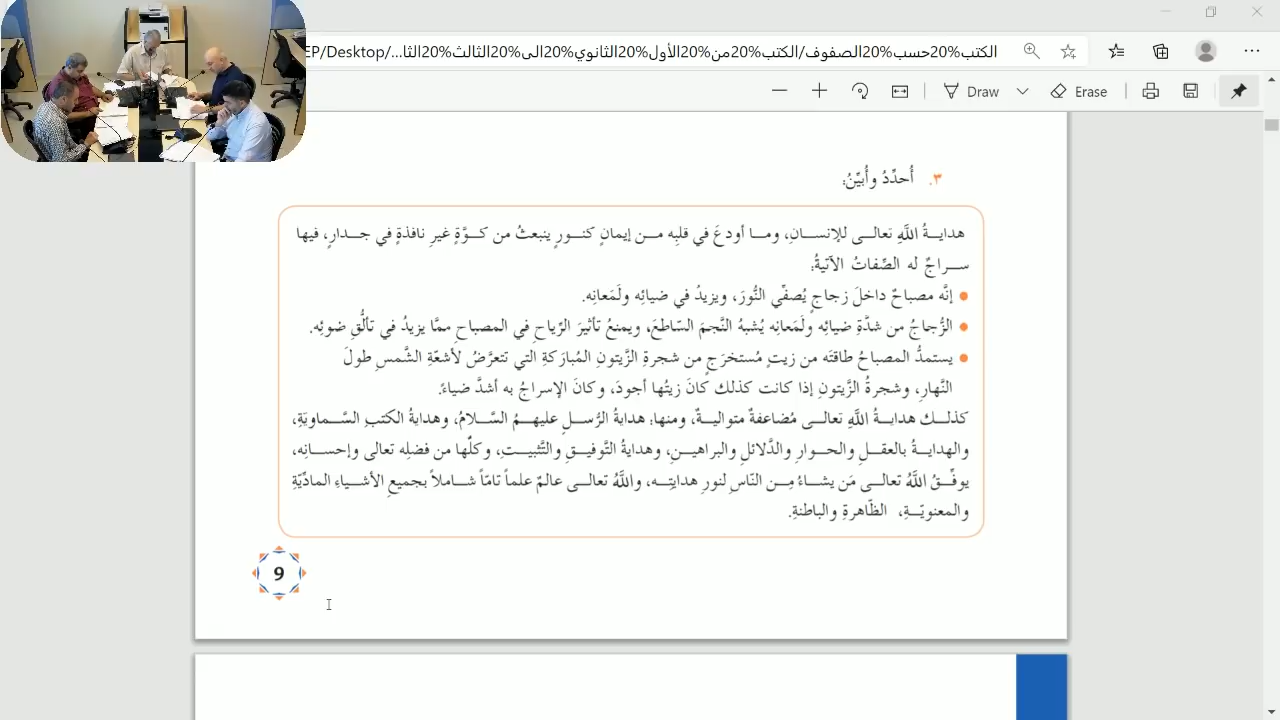 EP/Desktop/الكتب%20حسب%20الصفوف/الكتب%20من%20الأول%20الثانوي%20الى%20الثالث%20الثا...
Draw
Erase
٣. أُحدِّدُ وأُبيِّنُ:
هدايةُ اللَّهِ تعالى للإنسانِ، وما أودعَ في قلبِه من إيمانٍ كنورٍ ينبعثُ من كوَّةٍ غيرِ نافذةٍ في جدارٍ، فيها
سراجٌ له الصِّفاتُ الآتيةُ:
● إنَّه مصباحٌ داخلَ زجاجٍ يُصفِّي النُّورَ، ويزيدُ في ضيائِه ولَمَعانِه.
● الزُّجاجُ من شدَّةِ ضيائِه ولَمَعانِه يُشبهُ النَّجمَ السّاطعَ، ويمنعُ تأثيرَ الرِّياحِ في المصباحِ ممَّا يزيدُ في تألُّقِ ضوئِه.
● يستمدُّ المصباحُ طاقتَه من زيتٍ مُستخرَجٍ من شجرةِ الزَّيتونِ المُبارَكةِ التي تتعرَّضُ لأشعّةِ الشَّمسِ طولَ
النَّهارِ، وشجرةُ الزَّيتونِ إذا كانت كذلك كانَ زيتُها أجودَ، وكانَ الإسراجُ به أشدَّ ضياءً.
كذلك هدايةُ اللَّهِ تعالى مُضاعفةٌ متواليةٌ، ومنها: هدايةُ الرُّسلِ عليهمُ السَّلامُ، وهدايةُ الكتبِ السَّماويَّةِ،
والهدايةُ بالعقلِ والحوارِ والدَّلائلِ والبراهينِ، وهدايةُ التَّوفيقِ والتَّثبيتِ، وكلُّها من فضلِه تعالى وإحسانِه،
يوفِّقُ اللَّهُ تعالى مَن يشاءُ مِن النّاسِ لنورِ هدايتِه، واللَّهُ تعالى عالمٌ علماً تامّاً شاملاً بجميعِ الأشياءِ المادِّيّةِ
والمعنويّةِ، الظّاهرةِ والباطنةِ.
9